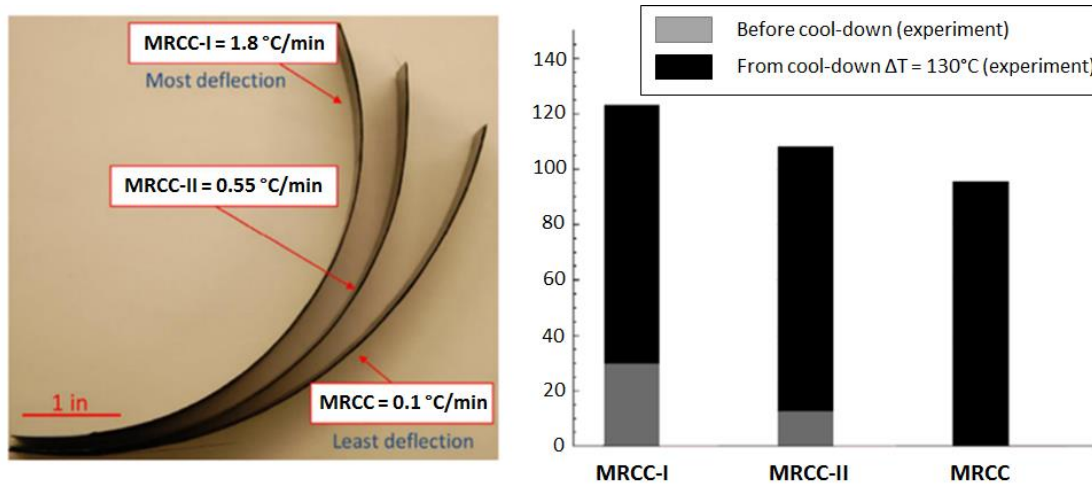 MRCC-I = 1.8 °C/min
Most deflection
MRCC-II = 0.55 °C/min
MRCC = 0.1 °C/min
Least deflection
1 in
Before cool-down (experiment)
From cool-down ΔT = 130°C (experiment)
140
120
100
80
60
40
20
0
MRCC-I MRCC-II MRCC